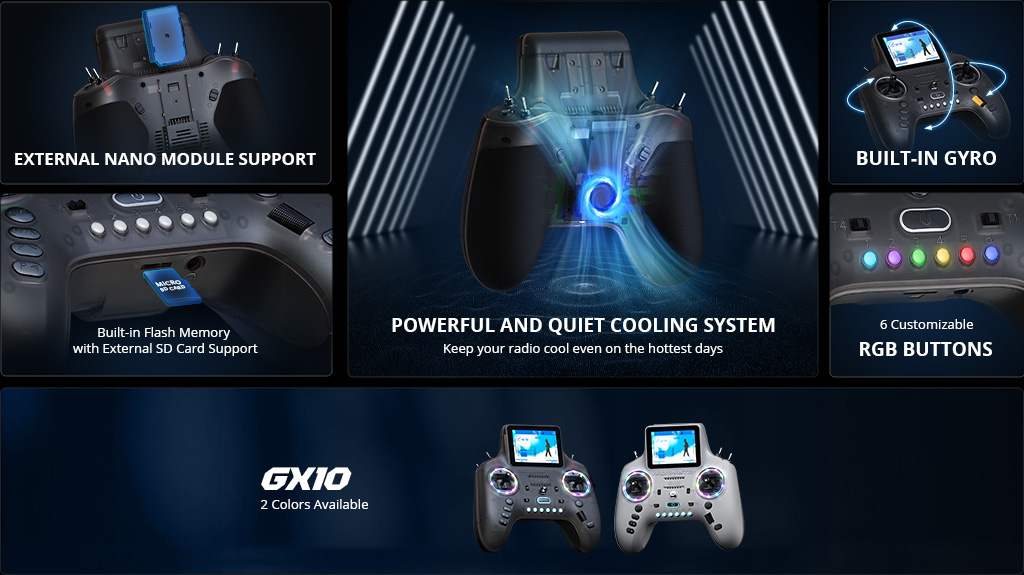 EXTERNAL NANO MODULE SUPPORT
MICRO
SD CARD
Built-in Flash Memory
with External SD Card Support
POWERFUL AND QUIET COOLING SYSTEM
Keep your radio cool even on the hottest days
BUILT-IN GYRO
T4
T1
1 2 3 4 5 6
6 Customizable
RGB BUTTONS
GX10
2 Colors Available